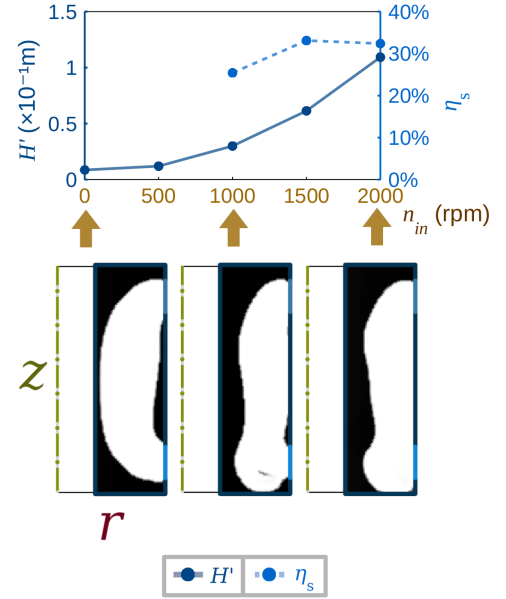 1.5
1
0.5
0
H' (×10⁻¹m)
40%
30%
20%
10%
0%
η_s
0 500 1000 1500 2000
n_in (rpm)
z
r
H' η_s